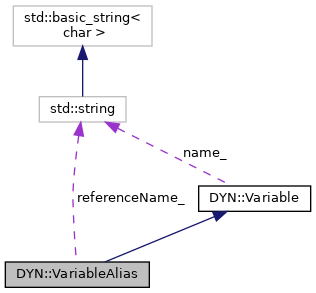 std::basic_string<
char >
std::string
name_
referenceName_
DYN::Variable
DYN::VariableAlias